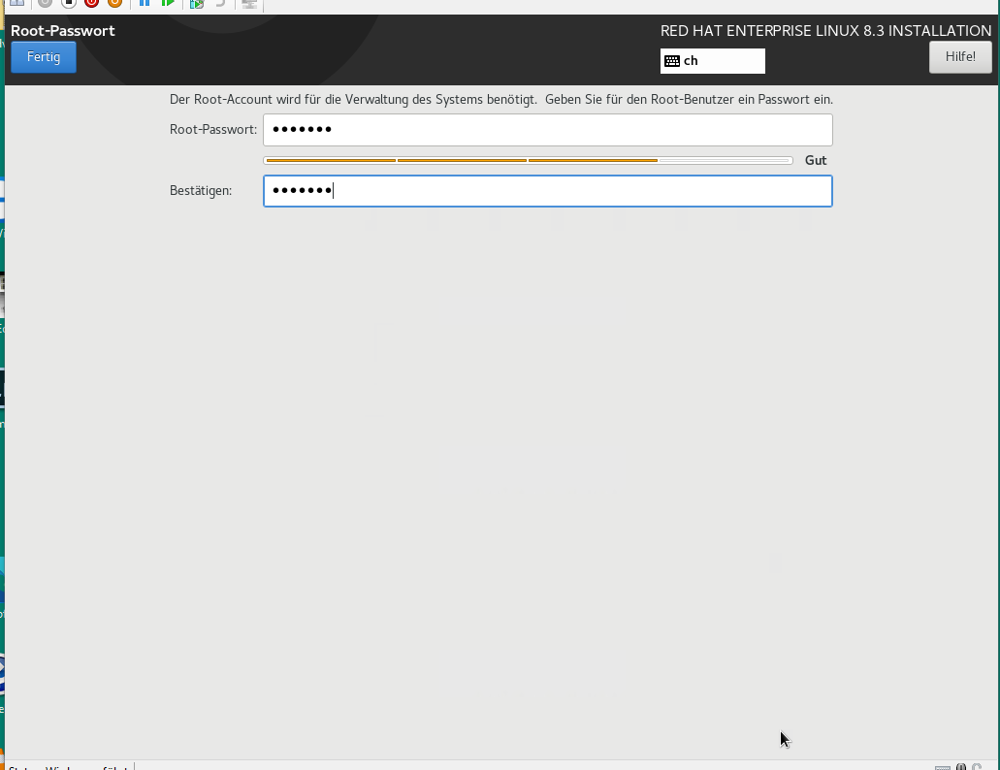 Root-Passwort
RED HAT ENTERPRISE LINUX 8.3 INSTALLATION
Fertig
ch
Hilfe!
Der Root-Account wird für die Verwaltung des Systems benötigt.  Geben Sie für den Root-Benutzer ein Passwort ein.
Root-Passwort: •••••••
Gut
Bestätigen: •••••••